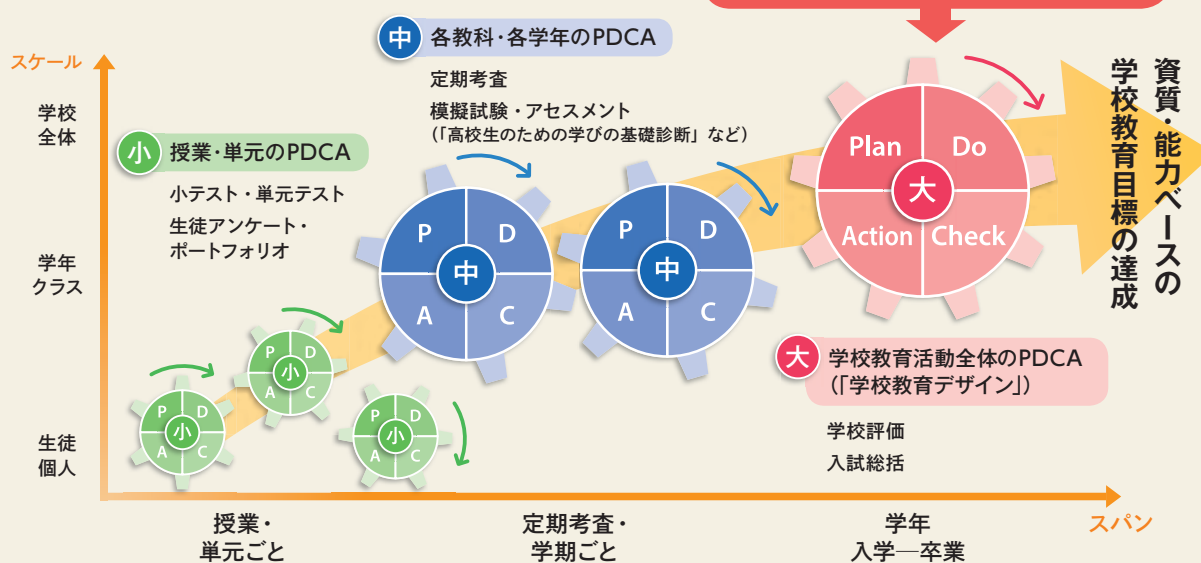 スケール
学校
全体
学年
クラス
生徒
個人
小 授業・単元のPDCA
小テスト・単元テスト
生徒アンケート・
ポートフォリオ
中 各教科・各学年のPDCA
定期考査
模擬試験・アセスメント
(「高校生のための学びの基礎診断」など)
P D
小
A C
P D
小
A C
P D
小
A C
P D
中
A C
P D
中
A C
Plan Do
大
Action Check
大 学校教育活動全体のPDCA
(「学校教育デザイン」)
学校評価
入試総括
資質・能力ベースの
学校教育目標の達成
授業・
単元ごと
定期考査・
学期ごと
学年
入学―卒業
スパン